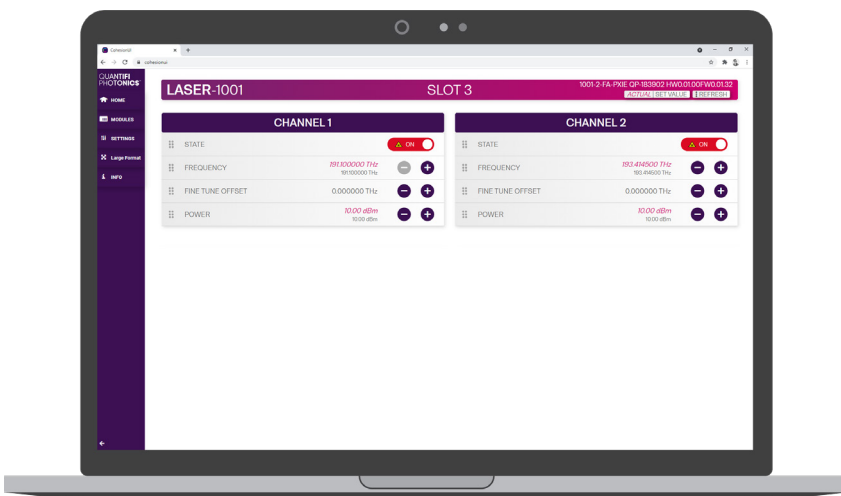 CohesionUI
cohesionui
QUANTIFI
PHOTONICS
HOME
MODULES
SETTINGS
Large Format
INFO
LASER-1001
SLOT 3
1001-2-FA-PXIE QP-183902 HW0.01.00FW0.01.32
ACTUAL | SET VALUE
REFRESH
CHANNEL 1
STATE
ON
FREQUENCY
191.100000 THz
191.100000 THz
FINE TUNE OFFSET
0.000000 THz
POWER
10.00 dBm
10.00 dBm
CHANNEL 2
STATE
ON
FREQUENCY
193.414500 THz
193.414500 THz
FINE TUNE OFFSET
0.000000 THz
POWER
10.00 dBm
10.00 dBm